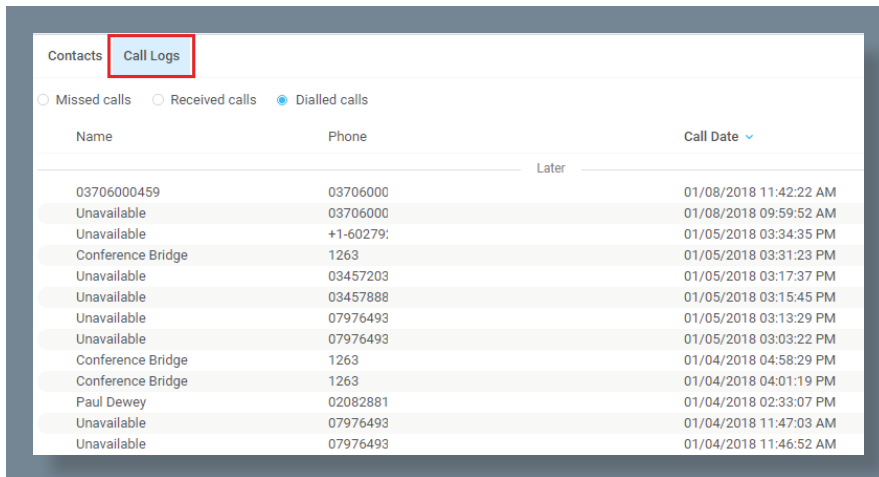 Contacts Call Logs
Missed calls Received calls Dialled calls
Name Phone Call Date
Later
03706000459 03706000 01/08/2018 11:42:22 AM
Unavailable 03706000 01/08/2018 09:59:52 AM
Unavailable +1-60279: 01/05/2018 03:34:35 PM
Conference Bridge 1263 01/05/2018 03:31:23 PM
Unavailable 03457203 01/05/2018 03:17:37 PM
Unavailable 03457888 01/05/2018 03:15:45 PM
Unavailable 07976493 01/05/2018 03:13:29 PM
Unavailable 07976493 01/05/2018 03:03:22 PM
Conference Bridge 1263 01/04/2018 04:58:29 PM
Conference Bridge 1263 01/04/2018 04:01:19 PM
Paul Dewey 02082881 01/04/2018 02:33:07 PM
Unavailable 07976493 01/04/2018 11:47:03 AM
Unavailable 07976493 01/04/2018 11:46:52 AM